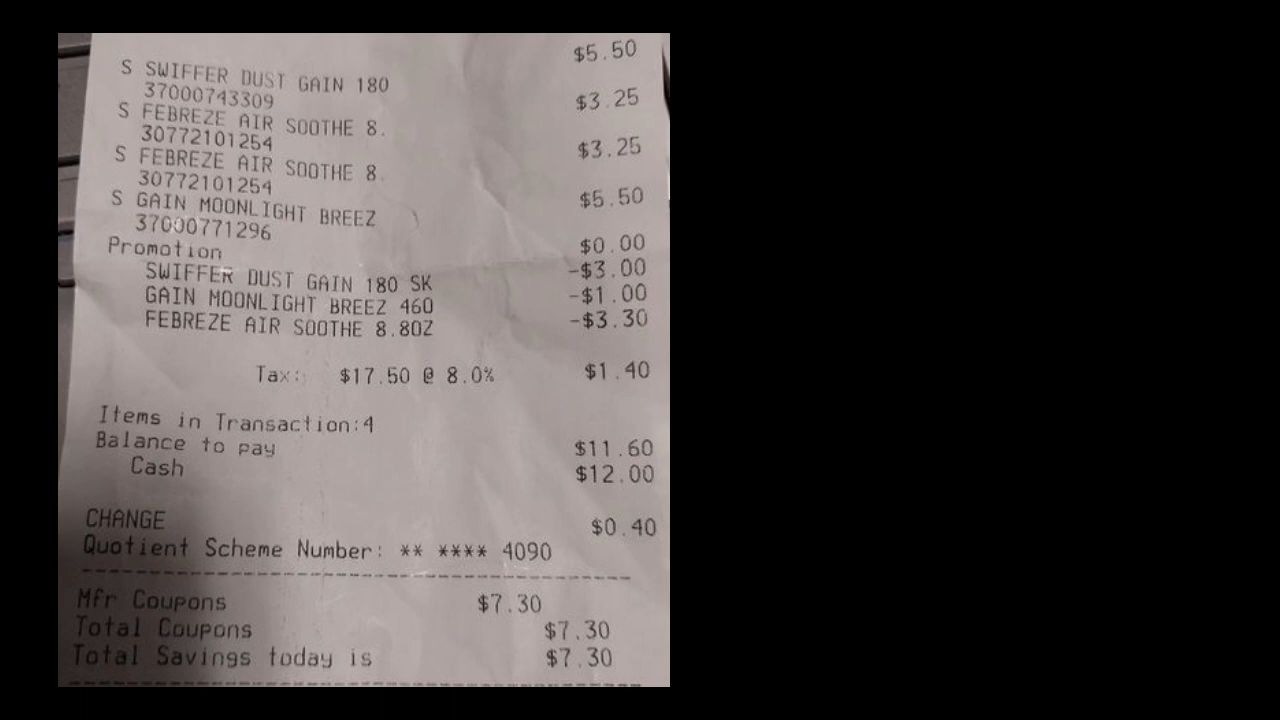 $5.50
S SWIFFER DUST GAIN 180
37000743309
$3.25
S FEBREZE AIR SOOTHE 8.
30772101254
$3.25
S FEBREZE AIR SOOTHE 8.
30772101254
$5.50
S GAIN MOONLIGHT BREEZ
37000771296
Promotion $0.00
SWIFFER DUST GAIN 180 SK -$3.00
GAIN MOONLIGHT BREEZ 460 -$1.00
FEBREZE AIR SOOTHE 8.80Z -$3.30
Tax: $17.50 @ 8.0% $1.40
Items in Transaction:4
Balance to pay $11.60
Cash $12.00
CHANGE $0.40
Quotient Scheme Number: ** **** 4090
Mfr Coupons $7.30
Total Coupons $7.30
Total Savings today is $7.30